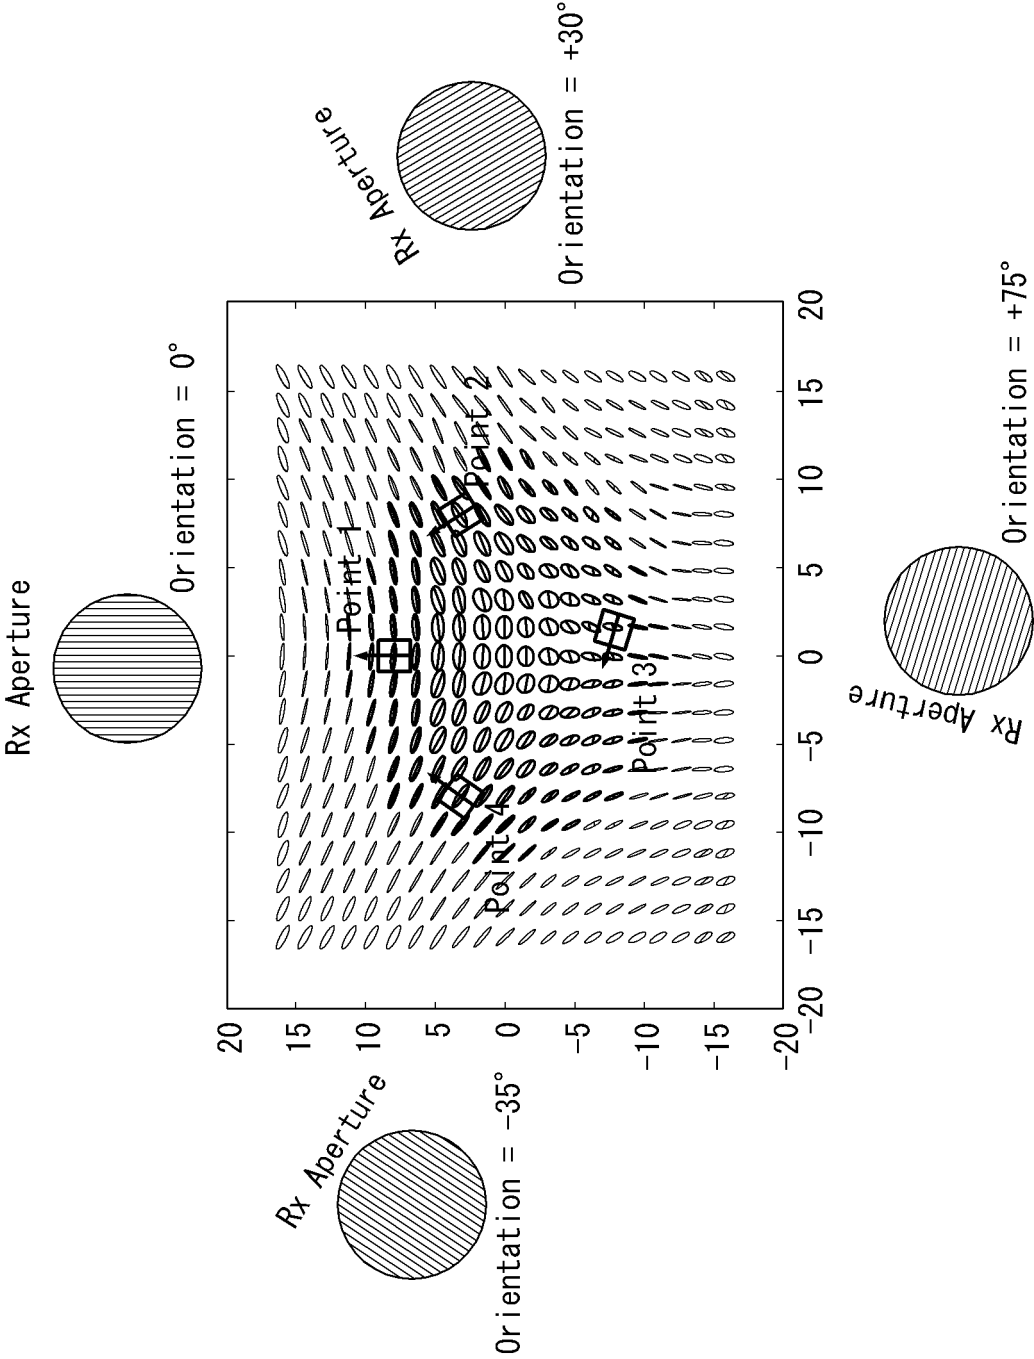 Rx Aperture
Orientation = 0°
Rx Aperture
Orientation = +30°
Rx Aperture
Orientation = -35°
Rx Aperture
Orientation = +75°
Point 1
Point 2
Point 3
Point 4
20
15
10
5
0
-5
-10
-15
-20
-20
-15
-10
-5
0
5
10
15
20